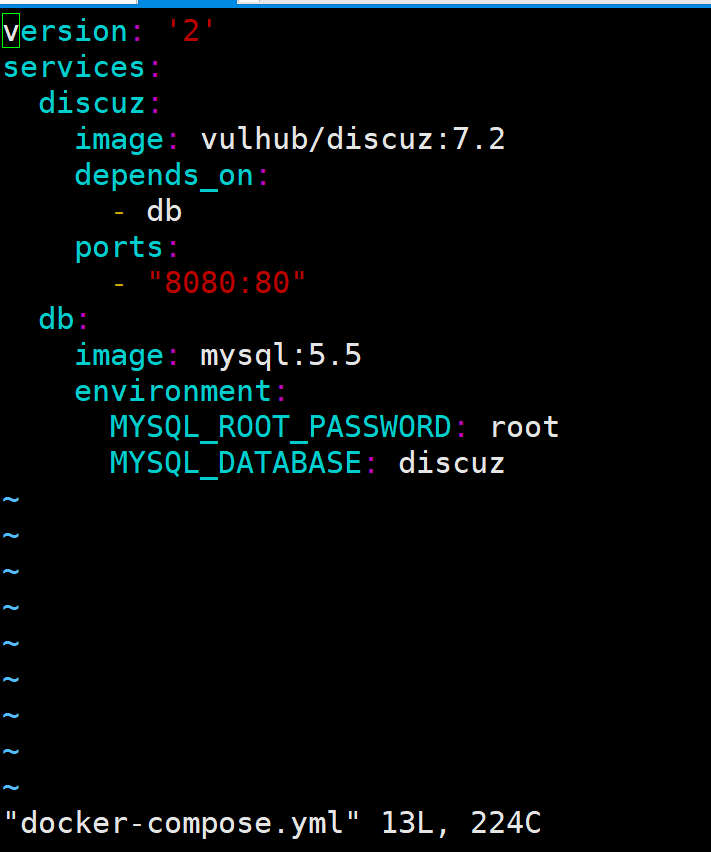 version: '2'
services:
  discuz:
    image: vulhub/discuz:7.2
    depends_on:
      - db
    ports:
      - "8080:80"
  db:
    image: mysql:5.5
    environment:
      MYSQL_ROOT_PASSWORD: root
      MYSQL_DATABASE: discuz
~
~
~
~
~
~
~
~
~
"docker-compose.yml" 13L, 224C